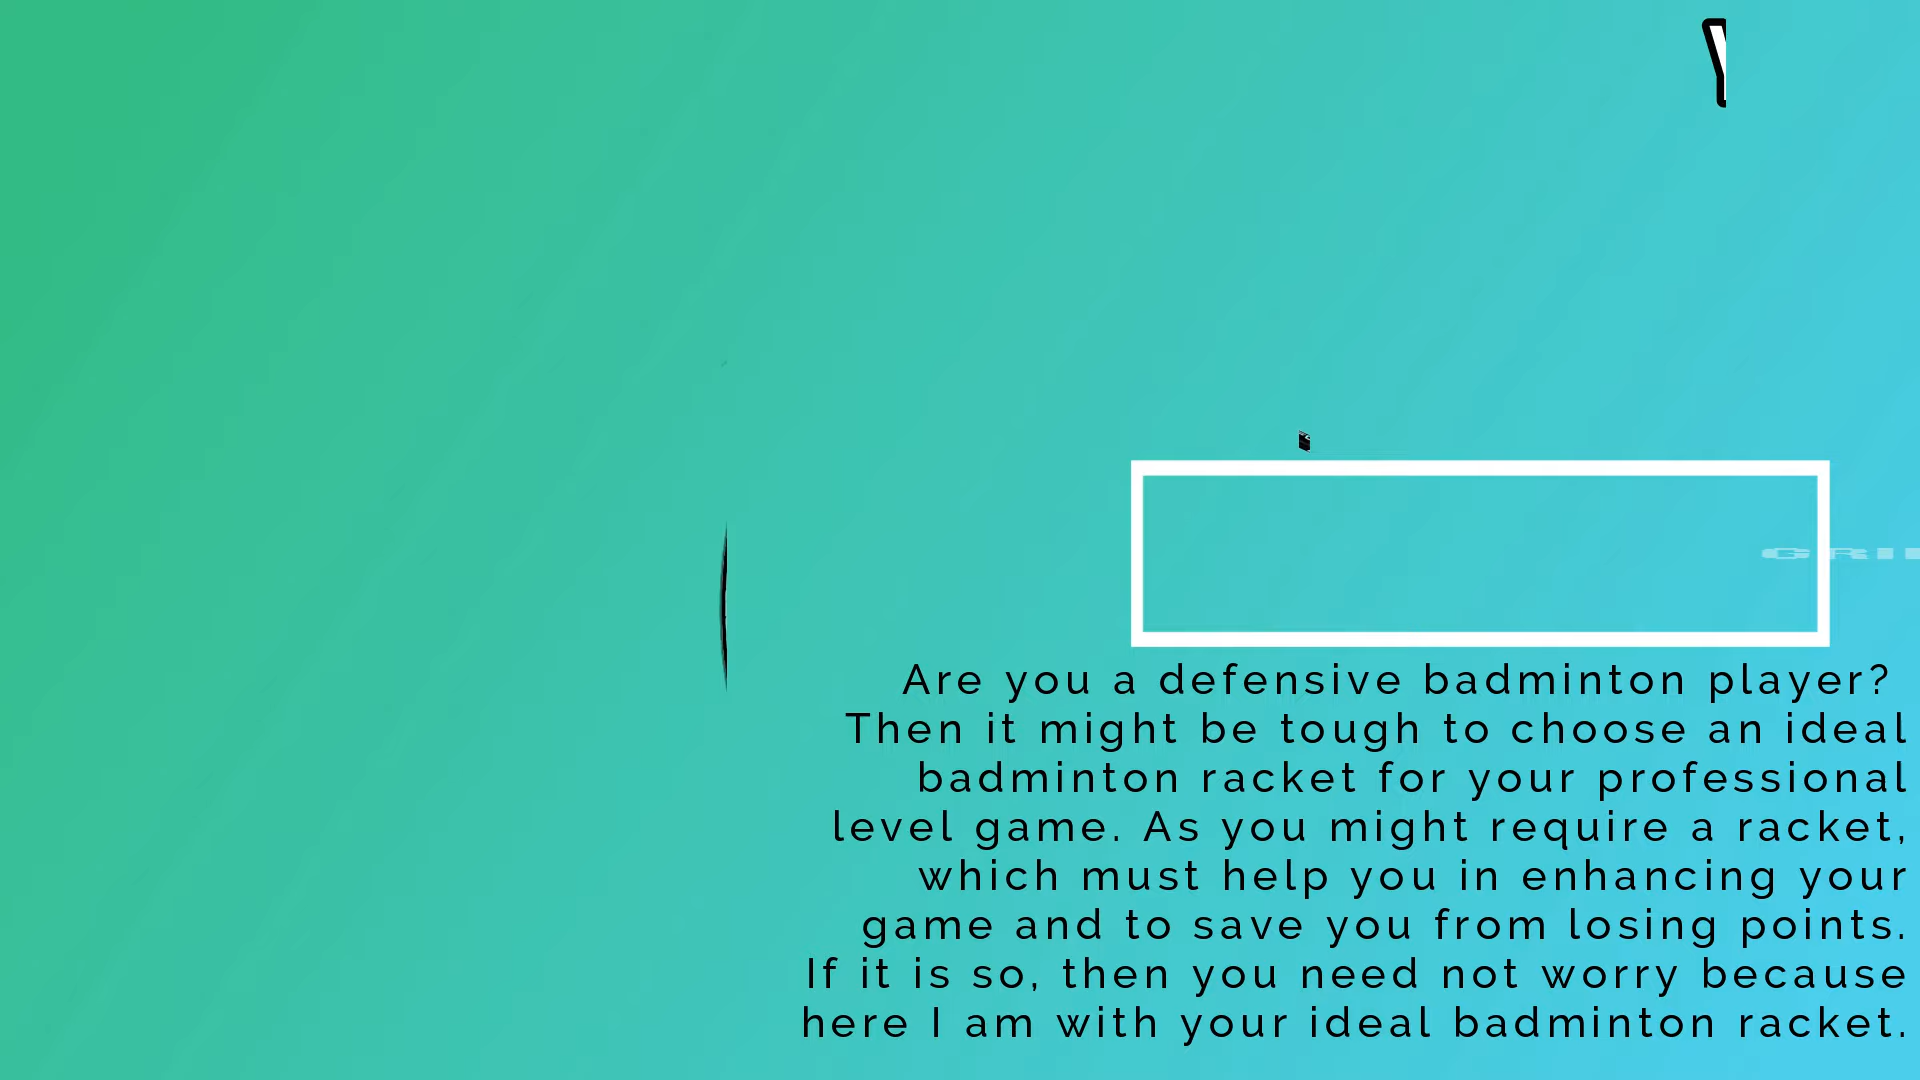 Are you a defensive badminton player?
Then it might be tough to choose an ideal
badminton racket for your professional
level game. As you might require a racket,
which must help you in enhancing your
game and to save you from losing points.
If it is so, then you need not worry because
here I am with your ideal badminton racket.